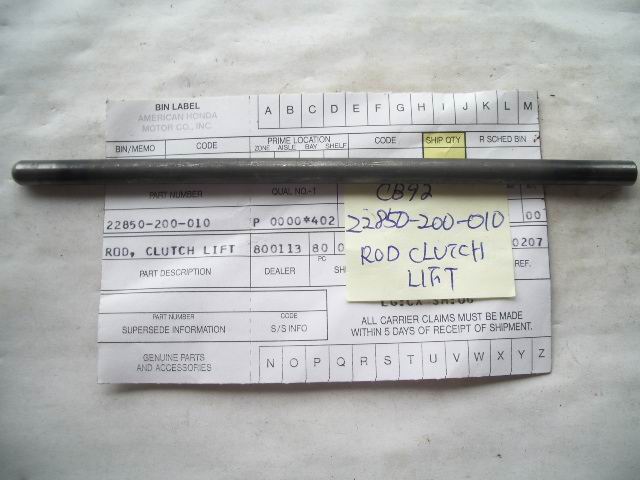 BIN LABEL
AMERICAN HONDA
MOTOR CO., INC.
A B C D E F G H I J K L M
BIN/MEMO CODE PRIME LOCATION CODE SHIP QTY R SCHED BIN
ZONE AISLE BAY SHELF
PART NUMBER QUAL NO.-1
CB92
22850-200-010 P 0000*402 00
22850-200-010
ROD, CLUTCH LIFT 800113 80 0 0207
ROD CLUTCH
LIFT
PART DESCRIPTION DEALER PC REF.
PART NUMBER CODE
SUPERSEDE INFORMATION S/S INFO
ALL CARRIER CLAIMS MUST BE MADE
WITHIN 5 DAYS OF RECEIPT OF SHIPMENT.
GENUINE PARTS
AND ACCESSORIES
N O P Q R S T U V W X Y Z